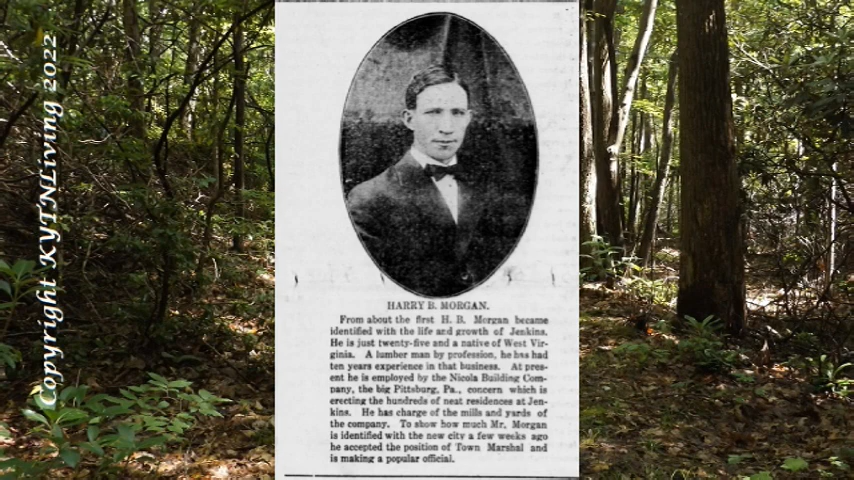 Copyright KYTNLiving 2022
HARRY B. MORGAN.
From about the first H. B. Morgan became
identified with the life and growth of Jenkins.
He is just twenty-five and a native of West Vir-
ginia. A lumber man by profession, he has had
ten years experience in that business. At pres-
ent he is employed by the Nicola Building Com-
pany, the big Pittsburg, Pa., concern which is
erecting the hundreds of neat residences at Jen-
kins. He has charge of the mills and yards of
the company. To show how much Mr. Morgan
is identified with the new city a few weeks ago
he accepted the position of Town Marshal and
is making a popular official.